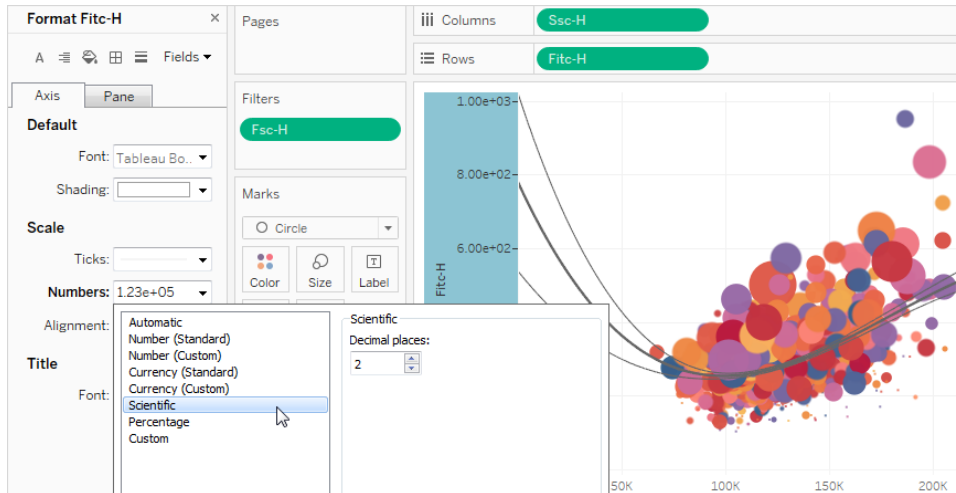 Format Fitc-H ×
A Fields
Axis Pane
Default
Font: Tableau Bo..
Shading:
Scale
Ticks:
Numbers: 1.23e+05
Alignment:
Title
Font:
Pages
Filters
Fsc-H
Marks
Circle
Color Size T Label
Columns Ssc-H
Rows Fitc-H
1.00e+03
8.00e+02
6.00e+02
Fitc-H
50K 100K 150K 200K
Automatic
Number (Standard)
Number (Custom)
Currency (Standard)
Currency (Custom)
Scientific
Percentage
Custom
Scientific
Decimal places:
2